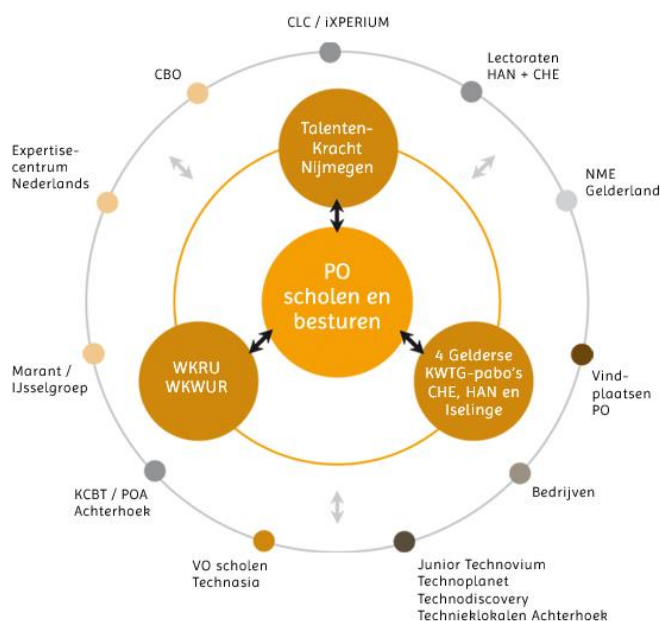 CLC / iXPERIUM
Lectoraten
HAN + CHE
CBO
Talenten-
Kracht
Nijmegen
Expertise-
centrum
Nederlands
NME
Gelderland
PO
scholen en
besturen
WKRU
WKWUR
4 Gelderse
KWTG-pabo's
CHE, HAN en
Iselinge
Marant /
IJsselgroep
Vind-
plaatsen
PO
KCBT / POA
Achterhoek
Bedrijven
VO scholen
Technasia
Junior Technovium
Technoplanet
Technodiscovery
Technieklokalen Achterhoek